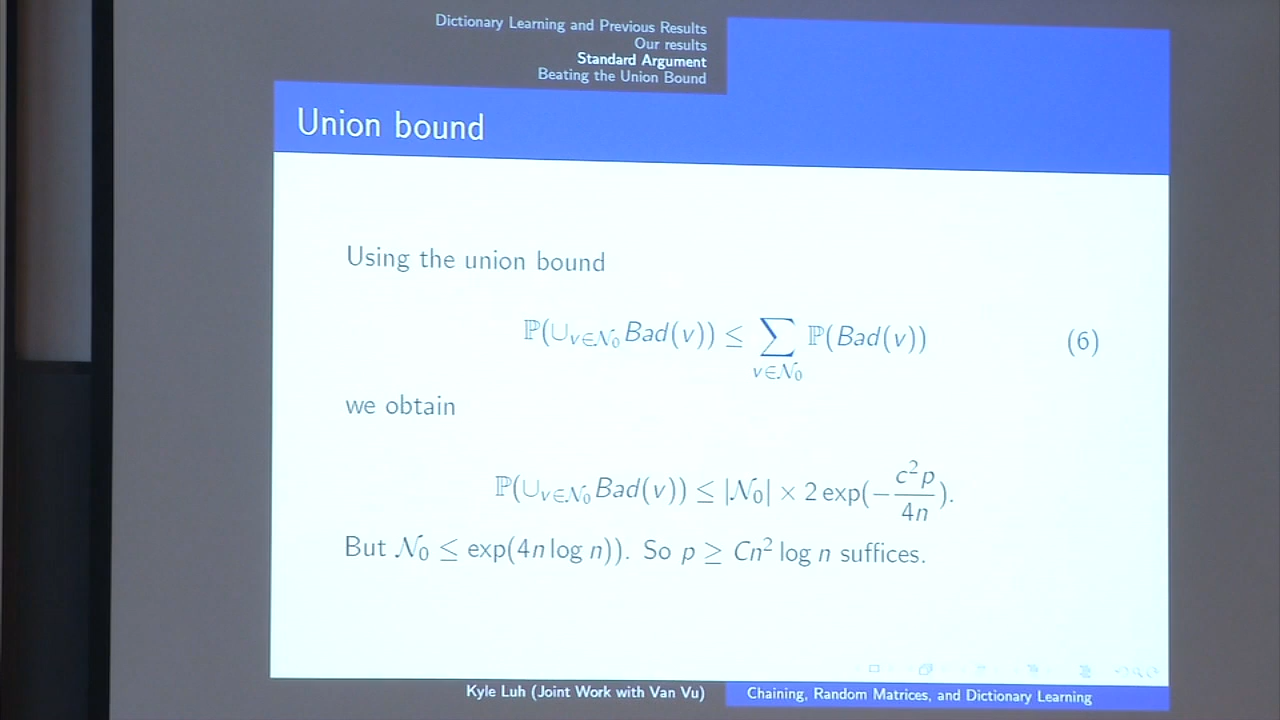 Dictionary Learning and Previous Results
Our results
Standard Argument
Beating the Union Bound
Union bound
Using the union bound
ℙ(∪_{v∈𝒩₀} Bad(v)) ≤ ∑_{v∈𝒩₀} ℙ(Bad(v)) (6)
we obtain
ℙ(∪_{v∈𝒩₀} Bad(v)) ≤ |𝒩₀| × 2 exp(−c²p/4n).
But 𝒩₀ ≤ exp(4n log n)). So p ≥ Cn² log n suffices.
Kyle Luh (Joint Work with Van Vu) Chaining, Random Matrices, and Dictionary Learning